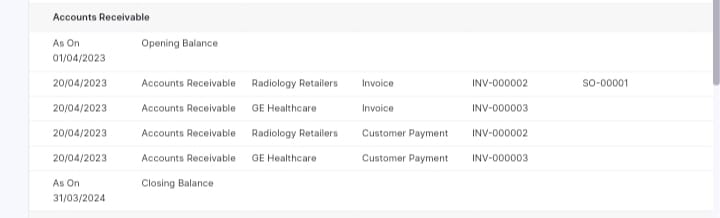 Accounts Receivable
As On
01/04/2023 Opening Balance
20/04/2023 Accounts Receivable Radiology Retailers Invoice INV-000002 SO-00001
20/04/2023 Accounts Receivable GE Healthcare Invoice INV-000003
20/04/2023 Accounts Receivable Radiology Retailers Customer Payment INV-000002
20/04/2023 Accounts Receivable GE Healthcare Customer Payment INV-000003
As On
31/03/2024 Closing Balance